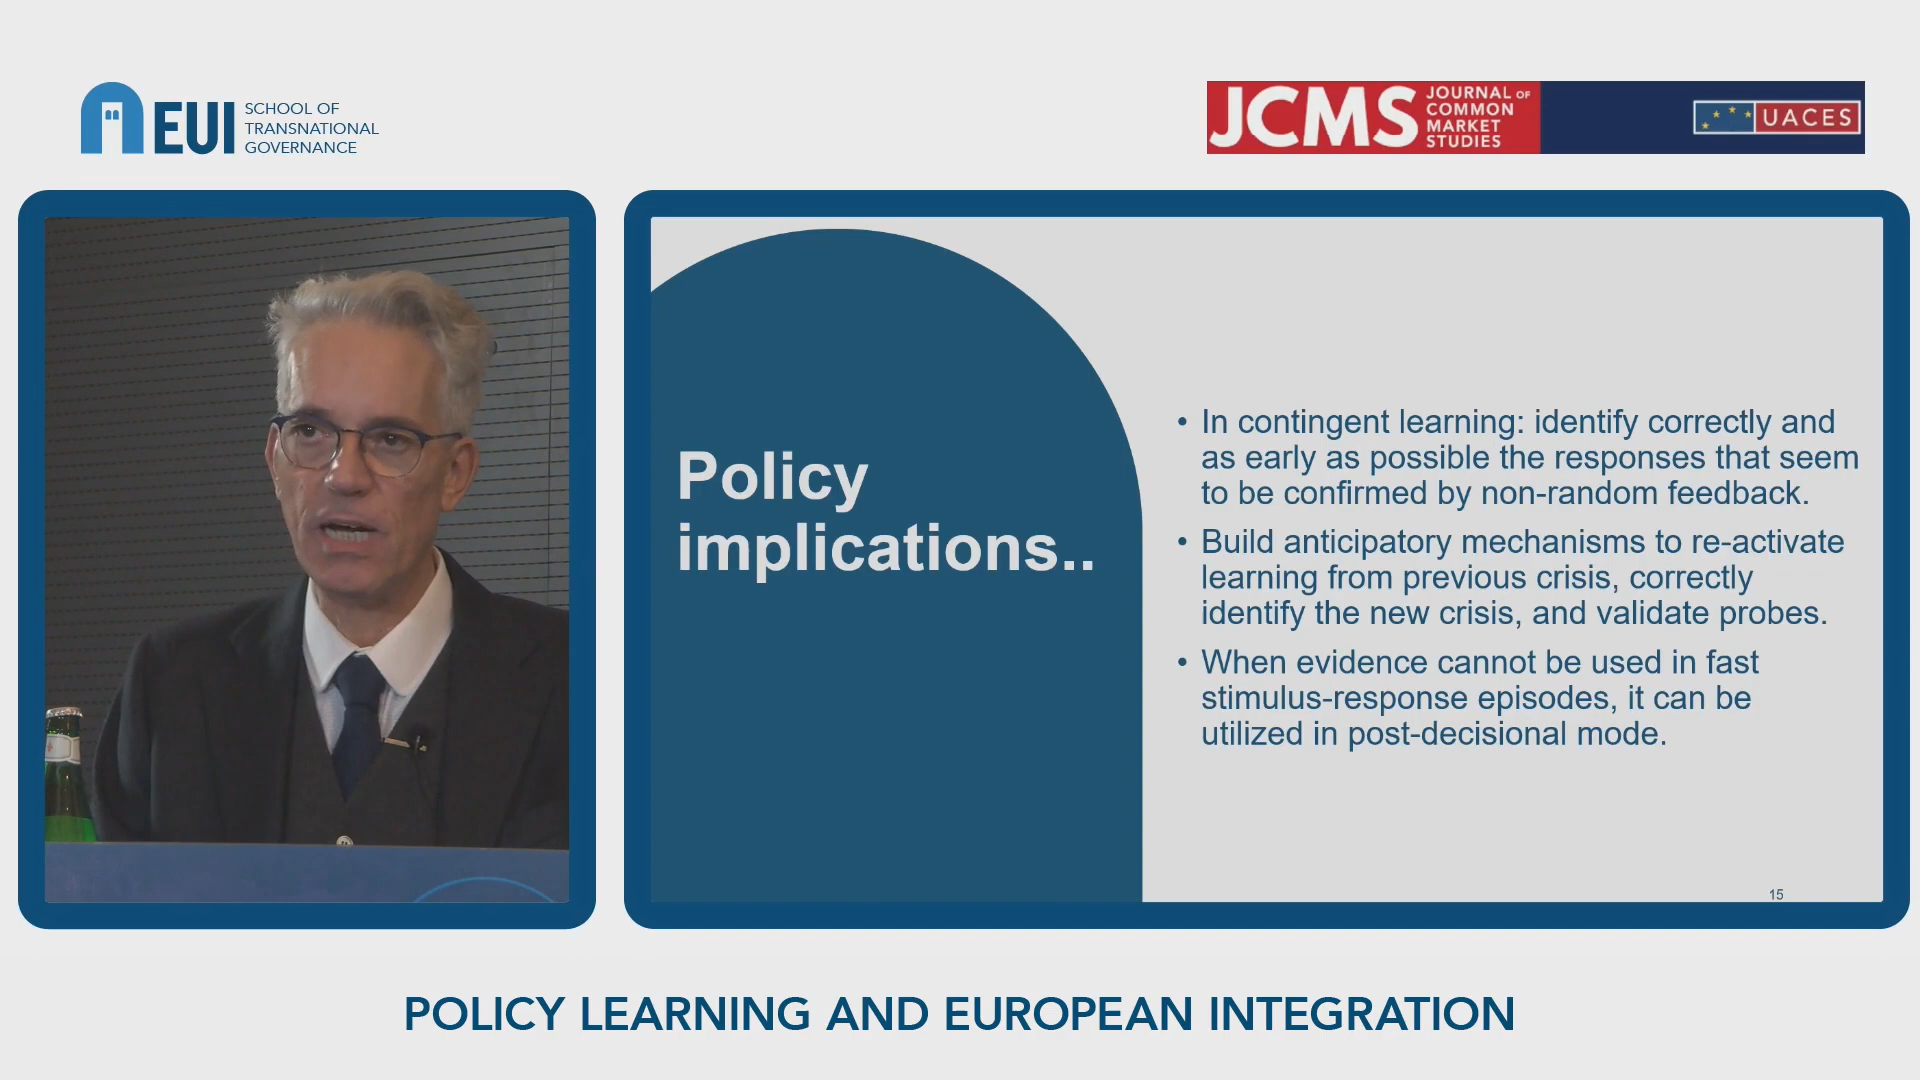 EUI
SCHOOL OF
TRANSNATIONAL
GOVERNANCE
JCMS
JOURNAL OF
COMMON
MARKET
STUDIES
UACES
Policy
implications..
• In contingent learning: identify correctly and
as early as possible the responses that seem
to be confirmed by non-random feedback.
• Build anticipatory mechanisms to re-activate
learning from previous crisis, correctly
identify the new crisis, and validate probes.
• When evidence cannot be used in fast
stimulus-response episodes, it can be
utilized in post-decisional mode.
15
POLICY LEARNING AND EUROPEAN INTEGRATION